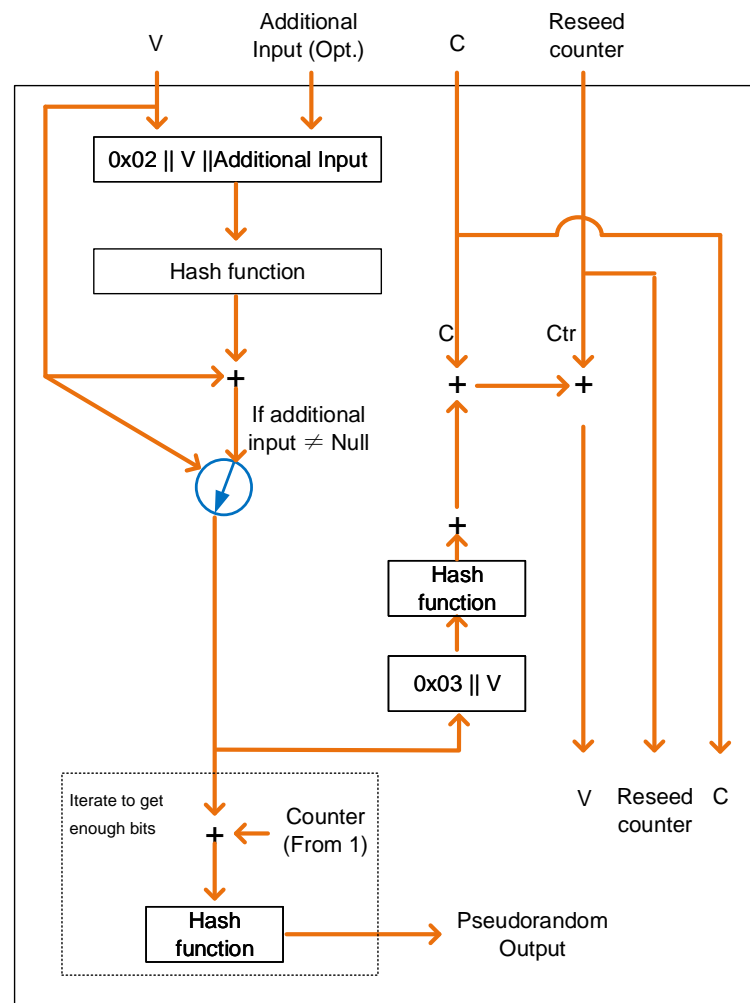 V
Additional
Input (Opt.)
C
Reseed
counter
0x02 || V ||Additional Input
Hash function
+
If additional
input ≠ Null
C
+
Ctr
+
+
Hash
function
0x03 || V
V
Reseed
counter
C
Iterate to get
enough bits
+
Counter
(From 1)
Hash
function
Pseudorandom
Output